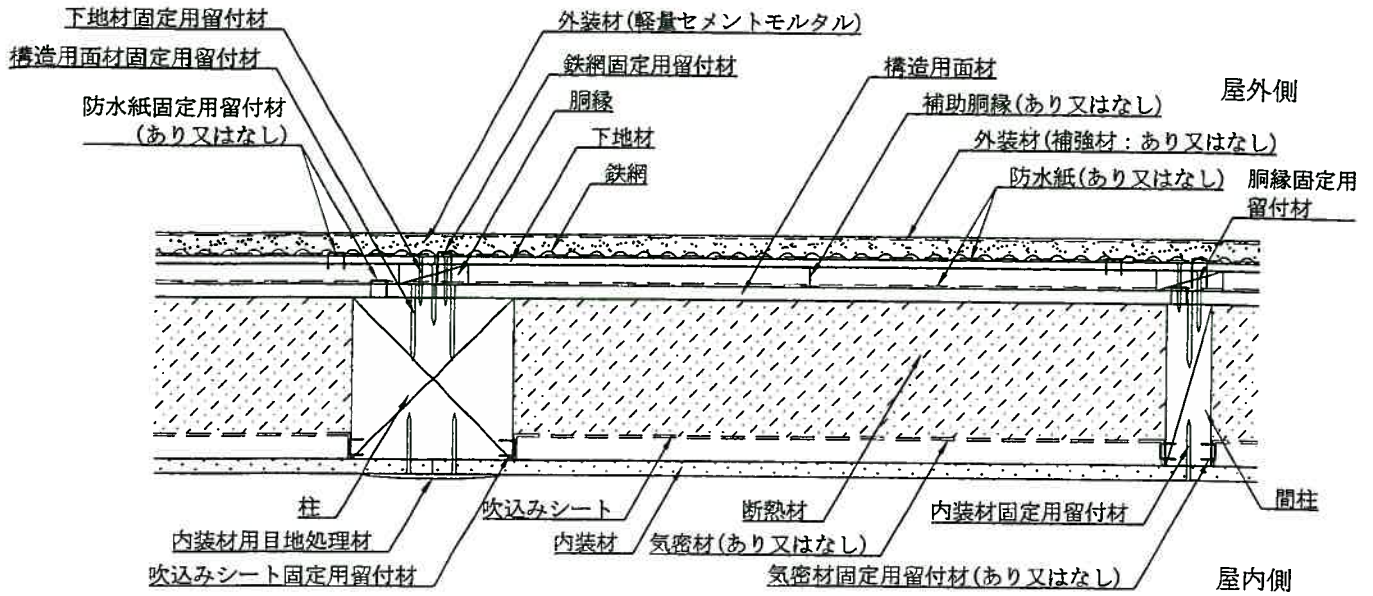 下地材固定用留付材
外装材(軽量セメントモルタル)
構造用面材固定用留付材
鉄網固定用留付材
構造用面材
屋外側
防水紙固定用留付材
(あり又はなし)
胴縁
補助胴縁(あり又はなし)
下地材
外装材(補強材：あり又はなし)
鉄網
防水紙(あり又はなし)
胴縁固定用
留付材
柱
吹込みシート
断熱材
内装材固定用留付材
間柱
内装材用目地処理材
内装材
気密材(あり又はなし)
吹込みシート固定用留付材
気密材固定用留付材(あり又はなし)
屋内側